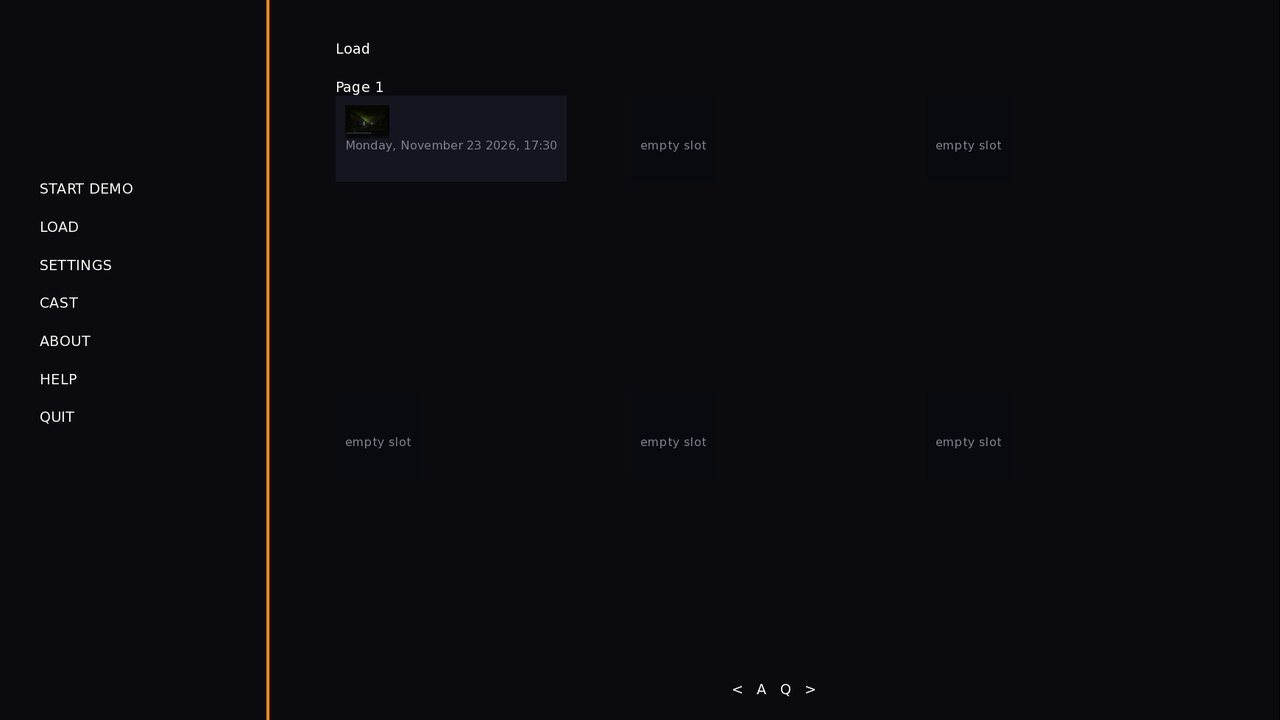 START DEMO
LOAD
SETTINGS
CAST
ABOUT
HELP
QUIT
Load
Page 1
Monday, November 23 2026, 17:30
empty slot
empty slot
empty slot
empty slot
empty slot
< A Q >